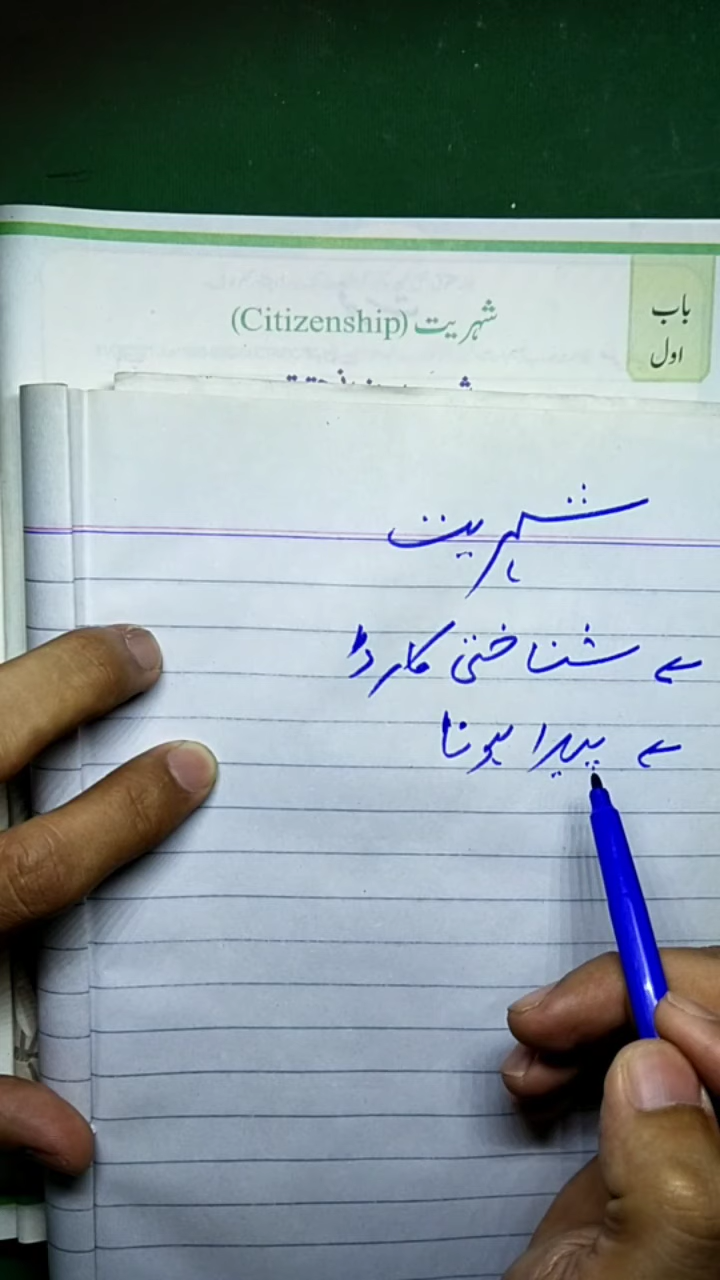 باب
اول
شہریت (Citizenship)
شہریت
شناختی کارڈ
پیدا ہونا